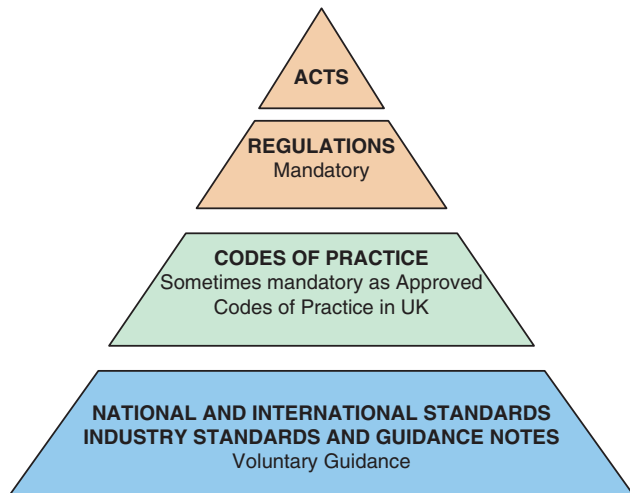 ACTS
REGULATIONS
Mandatory
CODES OF PRACTICE
Sometimes mandatory as Approved
Codes of Practice in UK
NATIONAL AND INTERNATIONAL STANDARDS
INDUSTRY STANDARDS AND GUIDANCE NOTES
Voluntary Guidance